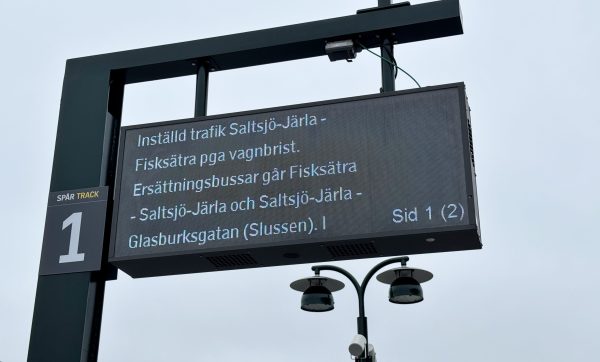 Inställd trafik Saltsjö-Järla -
Fisksätra pga vagnbrist.
Ersättningsbussar går Fisksätra
- Saltsjö-Järla och Saltsjö-Järla -
Glasburksgatan (Slussen). I
Sid 1 (2)
SPÅR TRACK
1